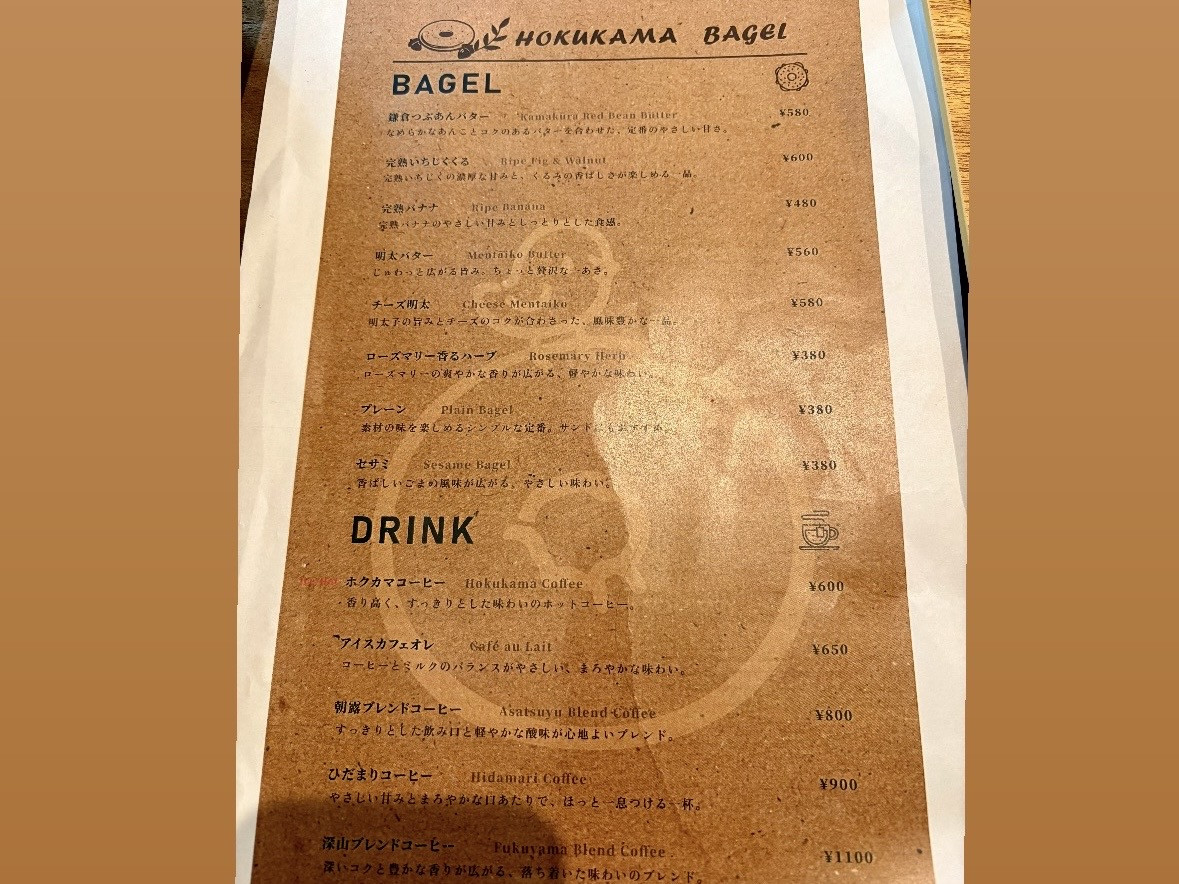 HOKUKAMA BAGEL
BAGEL
鎌倉つぶあんバター Kamakura Red Bean Butter ¥580
なめらかなあんことコクのあるバターを合わせた、定番のやさしい甘さ。
完熟いちじくくるみ Ripe Fig & Walnut ¥600
完熟いちじくの濃厚な甘みと、くるみの香ばしさが楽しめる一品。
完熟バナナ Ripe Banana ¥480
完熟バナナのやさしい甘みとしっとりとした食感。
明太バター Mentaiko Butter ¥560
じゅわっと広がる旨み。ちょっと贅沢な
チーズ明太 Cheese Mentaiko ¥580
明太子の旨みとチーズのコクが合わさった、風味豊かな一品。
ローズマリー香るハーブ Rosemary Herb ¥380
ローズマリーの爽やかな香りが広がる、軽やかな味わい。
プレーン Plain Bagel ¥380
素材の味を楽しめるシンプルな定番。サンドにもおすすめ。
セサミ Sesame Bagel ¥380
香ばしいごまの風味が広がる、やさしい味わい。
DRINK
ホクカマコーヒー Hokukama Coffee ¥600
香り高く、すっきりとした味わいのホットコーヒー。
アイスカフェオレ Café au Lait ¥650
コーヒーとミルクのバランスがやさしい、まろやかな味わい。
朝露ブレンドコーヒー Asatsuyu Blend Coffee ¥800
すっきりとした飲み口と軽やかな酸味が心地よいブレンド。
ひだまりコーヒー Hidamari Coffee ¥900
やさしい甘みとまろやかな口あたりで、ほっと一息つける一杯。
深山ブレンドコーヒー Fukuyama Blend Coffee ¥1100
深いコクと豊かな香りが広がる、落ち着いた味わいのブレンド。